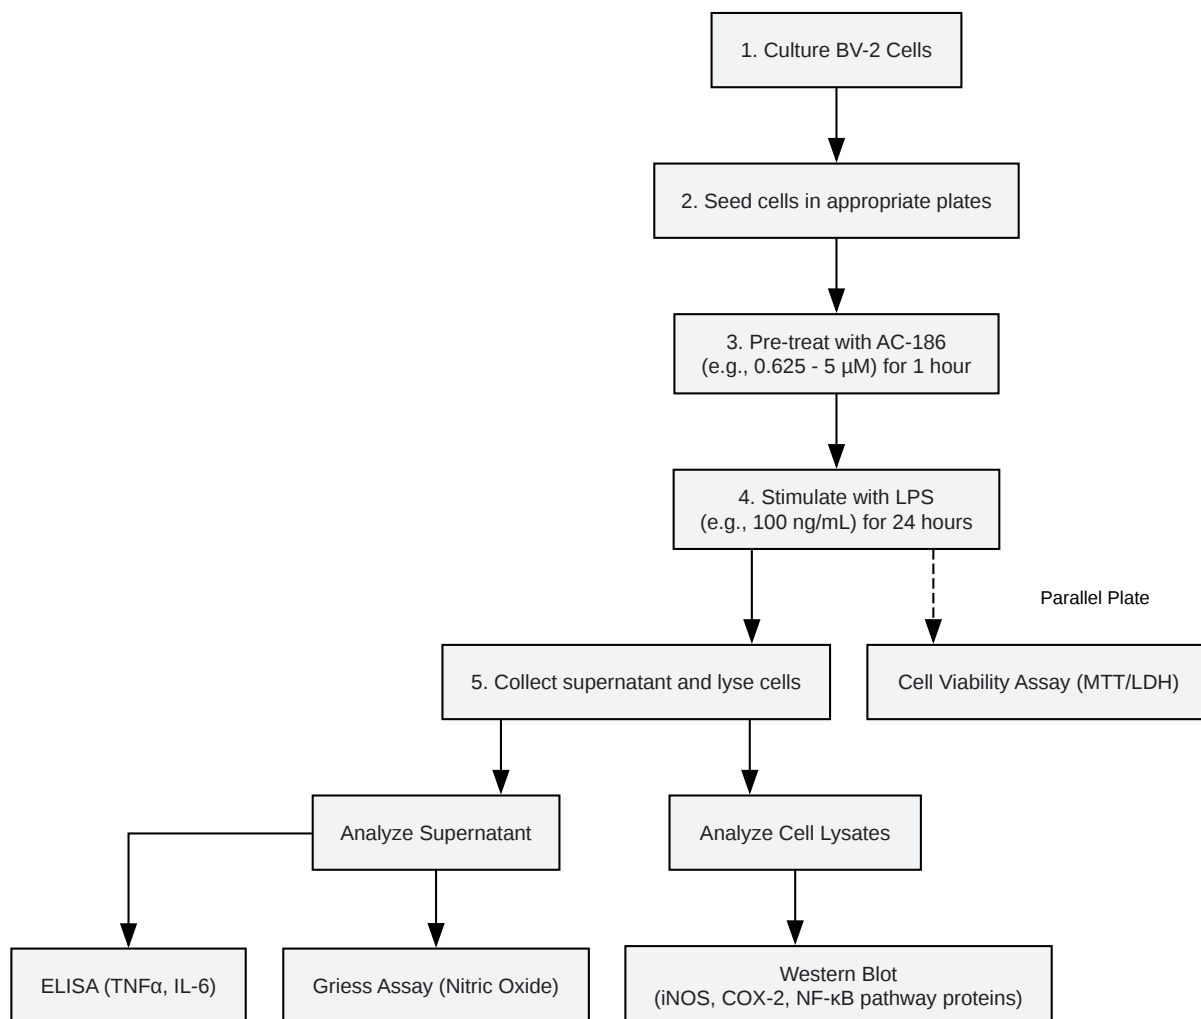 1. Culture BV-2 Cells
2. Seed cells in appropriate plates
3. Pre-treat with AC-186
(e.g., 0.625 - 5 µM) for 1 hour
4. Stimulate with LPS
(e.g., 100 ng/mL) for 24 hours
Parallel Plate
5. Collect supernatant and lyse cells
Cell Viability Assay (MTT/LDH)
Analyze Supernatant
Analyze Cell Lysates
ELISA (TNFα, IL-6)
Griess Assay (Nitric Oxide)
Western Blot
(iNOS, COX-2, NF-κB pathway proteins)